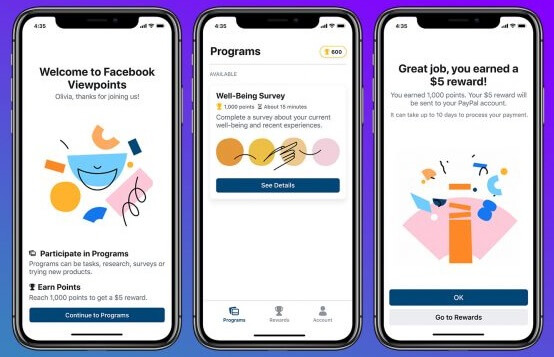 4:35
Welcome to Facebook
Viewpoints
Olivia, thanks for joining us!
Participate in Programs
Programs can be tasks, research, surveys or
trying new products.
Earn Points
Reach 1,000 points to get a $5 reward.
Continue to Programs
4:35
Programs
600
AVAILABLE
Well-Being Survey
1,000 points About 15 minutes
Complete a survey about your current
well-being and recent experiences.
See Details
Programs Rewards Account
4:35
Great job, you earned a
$5 reward!
You earned 1,000 points. Your $5 reward will
be sent to your PayPal account.
It can take up to 10 days to process your payment.
OK
Go to Rewards